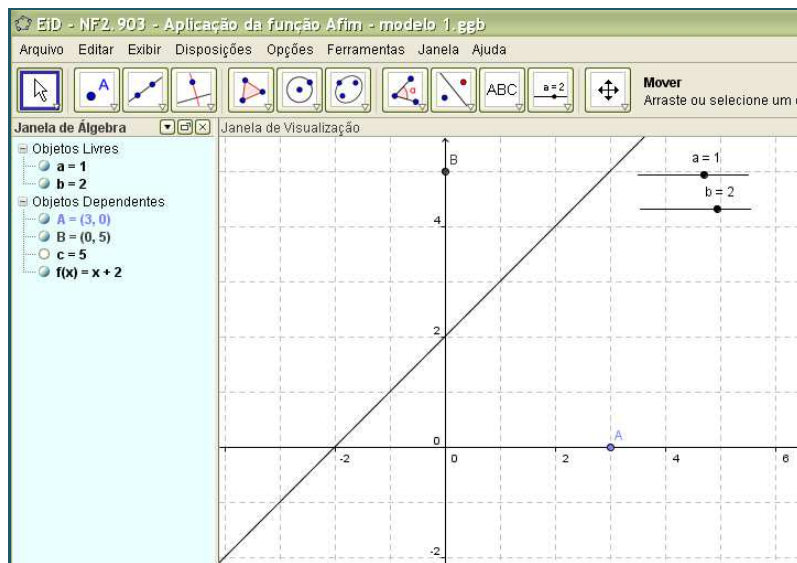 EiD - NF2.903 - Aplicação da função Afim - modelo 1.ggb
Arquivo Editar Exibir Disposições Opções Ferramentas Janela Ajuda
A
α
ABC
a=2
Mover
Arraste ou selecione um
Janela de Álgebra
Janela de Visualização
Objetos Livres
a = 1
b = 2
Objetos Dependentes
A = (3, 0)
B = (0, 5)
c = 5
f(x) = x + 2
B
a = 1
b = 2
4
2
A
0
-2 0 2 4 6
-2